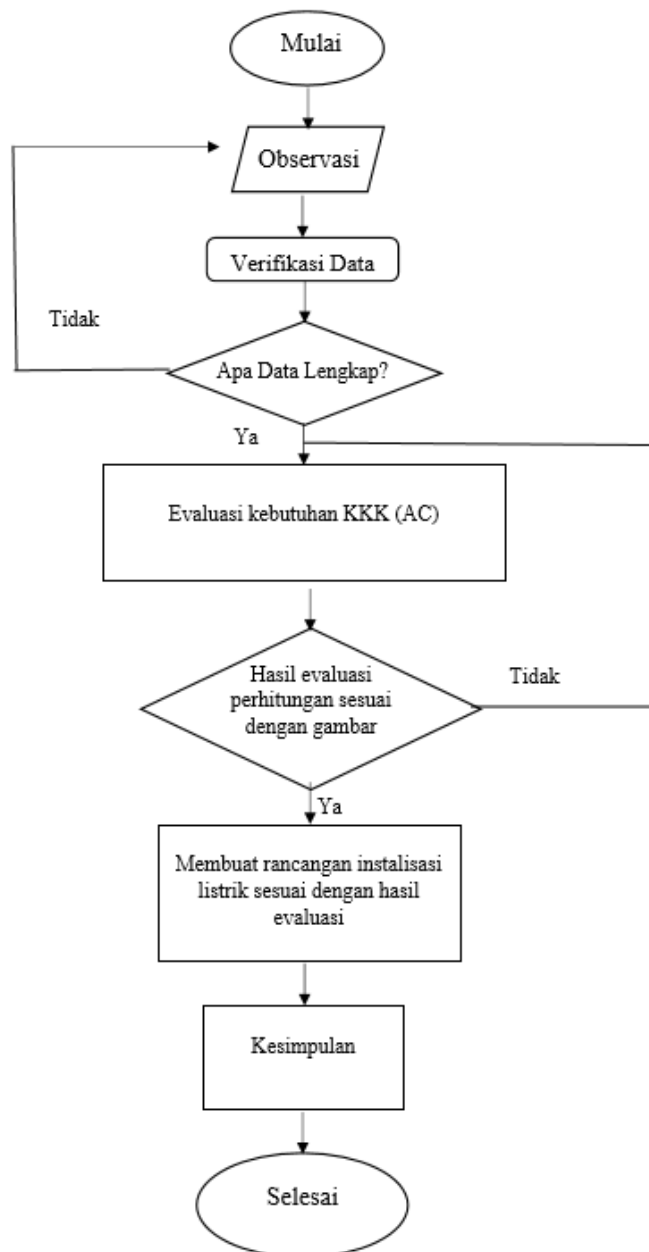 Mulai
Observasi
Verifikasi Data
Tidak
Apa Data Lengkap?
Ya
Evaluasi kebutuhan KKK (AC)
Hasil evaluasi
perhitungan sesuai
dengan gambar
Tidak
Ya
Membuat rancangan instalisasi
listrik sesuai dengan hasil
evaluasi
Kesimpulan
Selesai